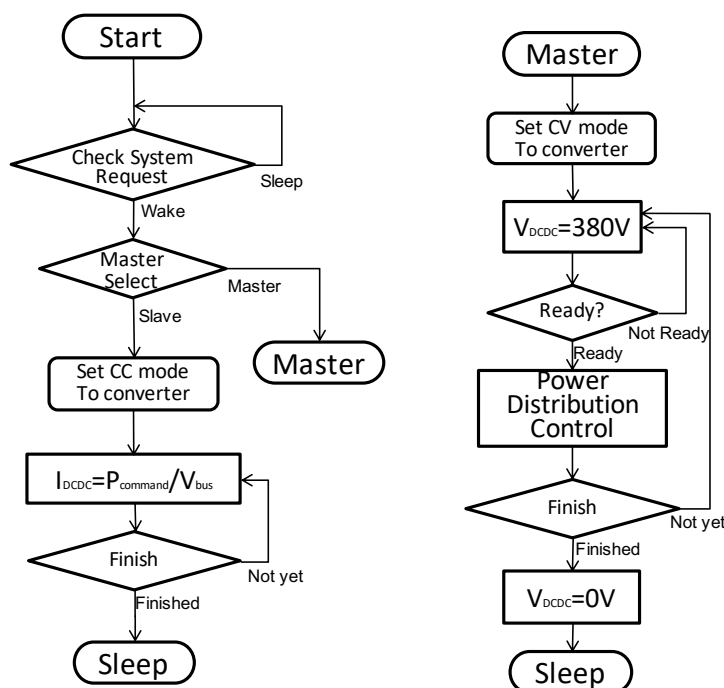 Start
Check System
Request
Sleep
Wake
Master
Select
Master
Slave
Master
Set CC mode
To converter
IDCDC=Pcommand/Vbus
Finish
Not yet
Finished
Sleep
Master
Set CV mode
To converter
VDCDC=380V
Ready?
Not Ready
Ready
Power
Distribution
Control
Finish
Not yet
Finished
VDCDC=0V
Sleep